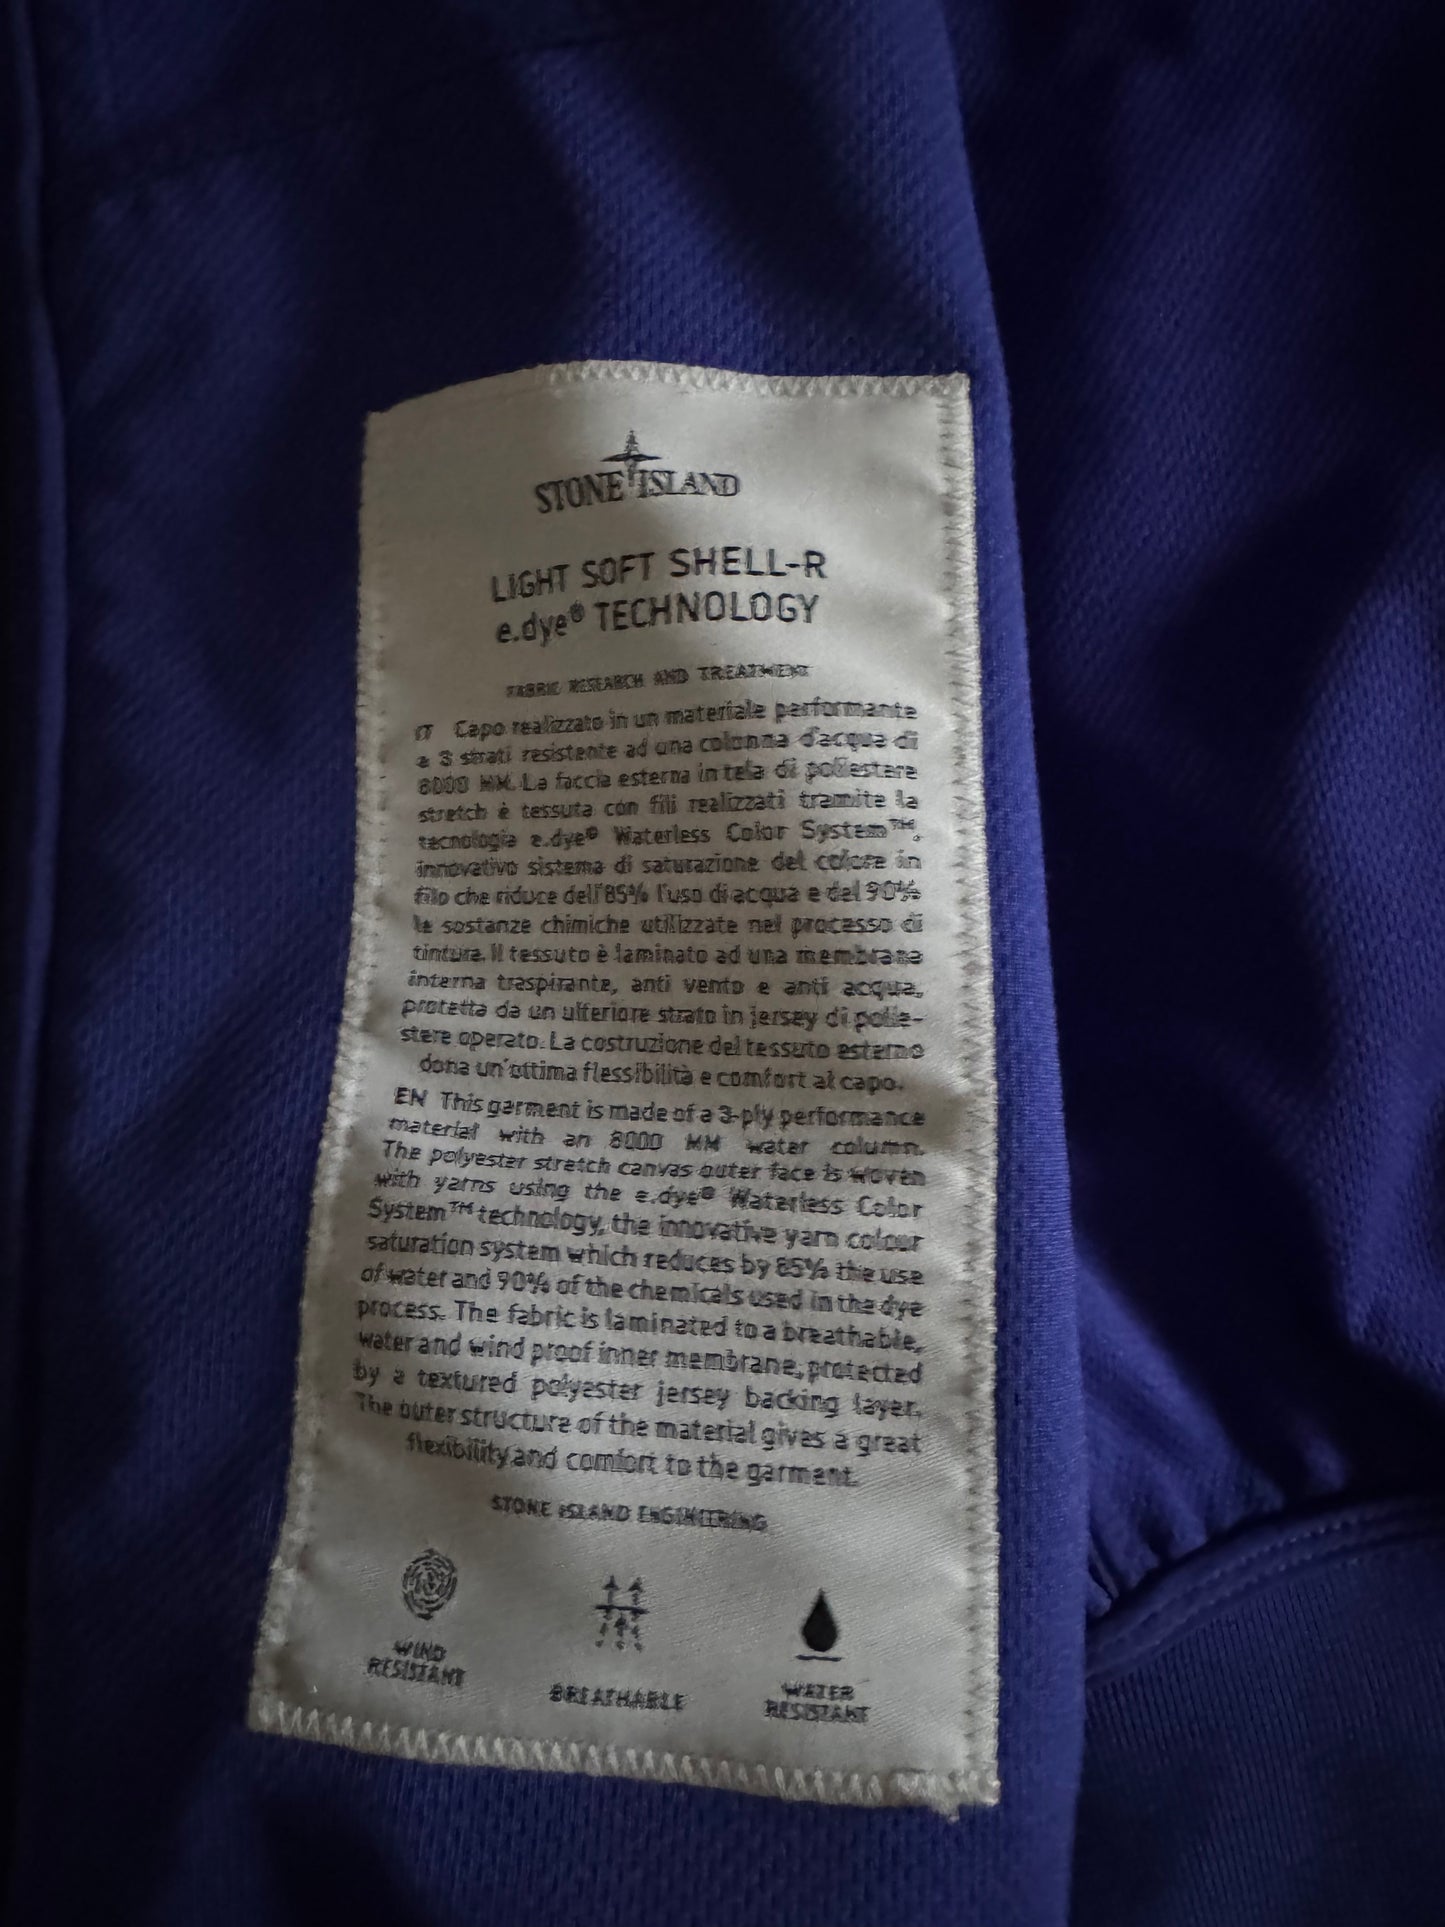 STONE ISLAND
LIGHT SOFT SHELL-R
e.dye® TECHNOLOGY
FABRIC RESEARCH AND TREATMENT
IT Capo realizzato in un materiale performante
a 3 strati resistente ad una colonna d'acqua di
8000 MM. La faccia esterna in tela di poliestere
stretch è tessuta con fili realizzati tramite la
tecnologia e.dye® Waterless Color System™,
innovativo sistema di saturazione del colore in
filo che riduce dell'85% l'uso di acqua e del 90%
le sostanze chimiche utilizzate nel processo di
tintura. Il tessuto è laminato ad una membrana
interna traspirante, anti vento e anti acqua,
protetta da un ulteriore strato in jersey di polie-
stere operato. La costruzione del tessuto esterno
dona un'ottima flessibilità e comfort al capo.
EN This garment is made of a 3-ply performance
material with an 8000 MM water column.
The polyester stretch canvas outer face is woven
with yarns using the e.dye® Waterless Color
System™ technology, the innovative yarn colour
saturation system which reduces by 85% the use
of water and 90% of the chemicals used in the dye
process. The fabric is laminated to a breathable,
water and wind proof inner membrane, protected
by a textured polyester jersey backing layer.
The outer structure of the material gives a great
flexibility and comfort to the garment.
STONE ISLAND ENGINEERING
WIND
RESISTANT
BREATHABLE
WATER
RESISTANT